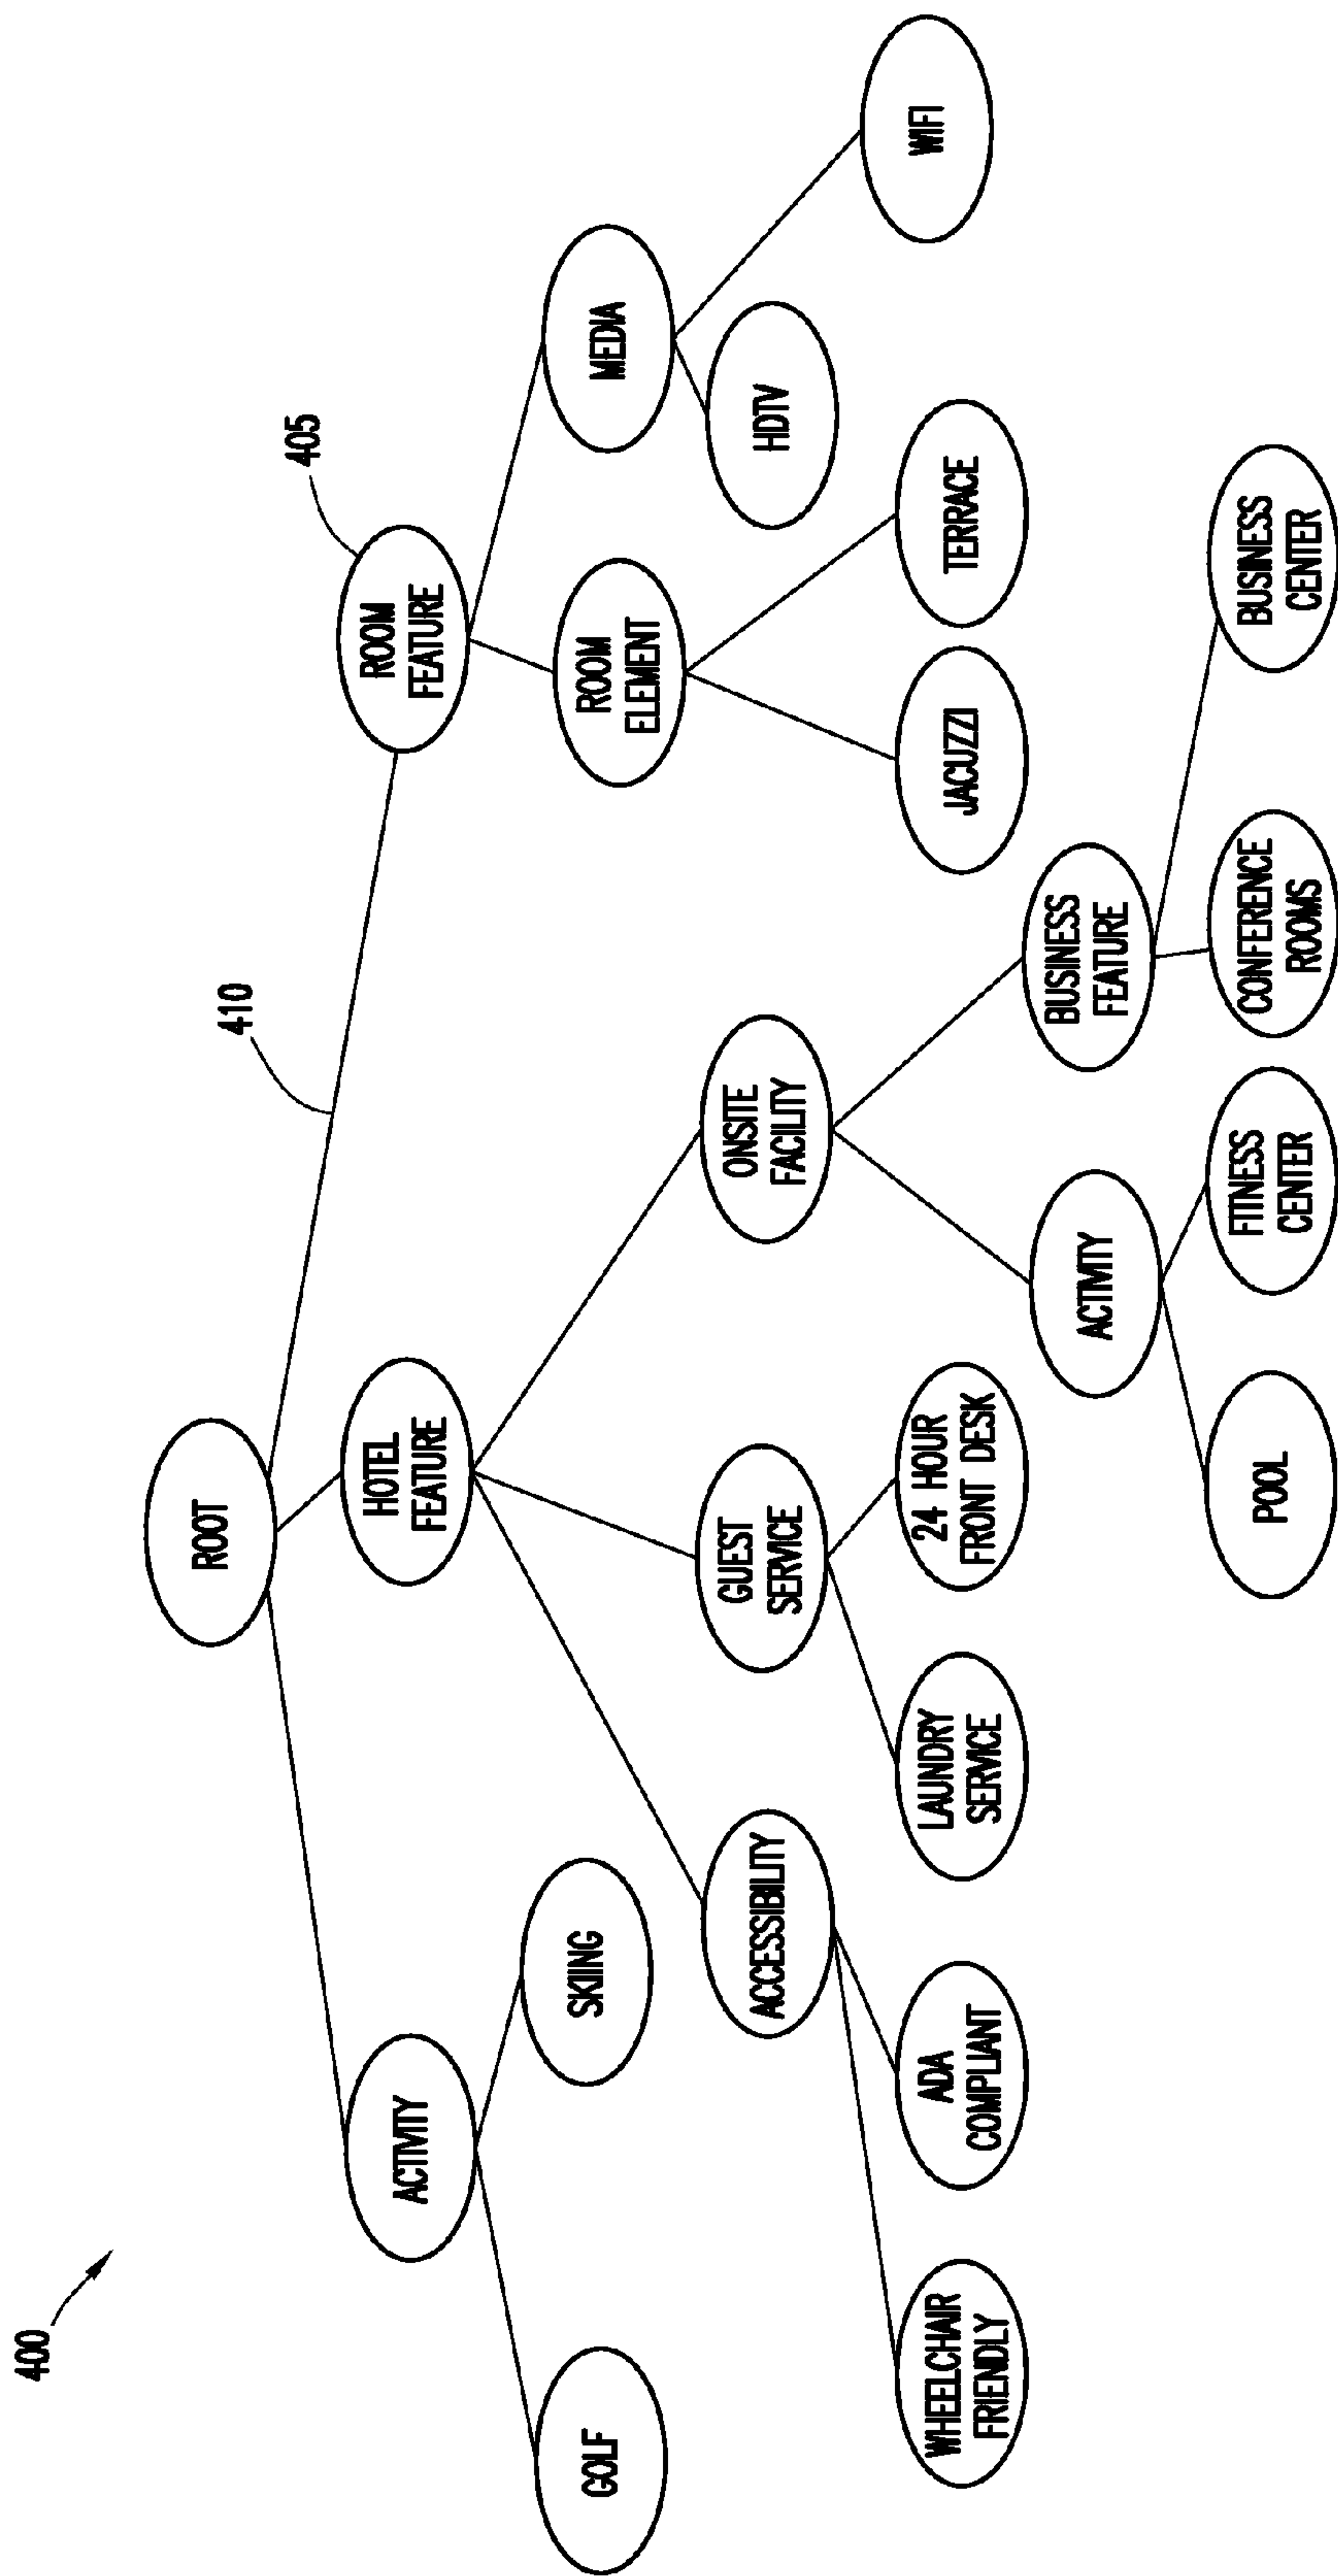 400
ROOT
410
405
ACTIVITY
HOTEL
FEATURE
ROOM
FEATURE
GOLF
SKIING
ROOM
ELEMENT
MEDIA
ACCESSIBILITY
GUEST
SERVICE
ONSITE
FACILITY
HDTV
WHEELCHAIR
FRIENDLY
ADA
COMPLIANT
LAUNDRY
SERVICE
24 HOUR
FRONT DESK
JACUZZI
TERRACE
WIFI
ACTIVITY
BUSINESS
FEATURE
POOL
FITNESS
CENTER
CONFERENCE
ROOMS
BUSINESS
CENTER